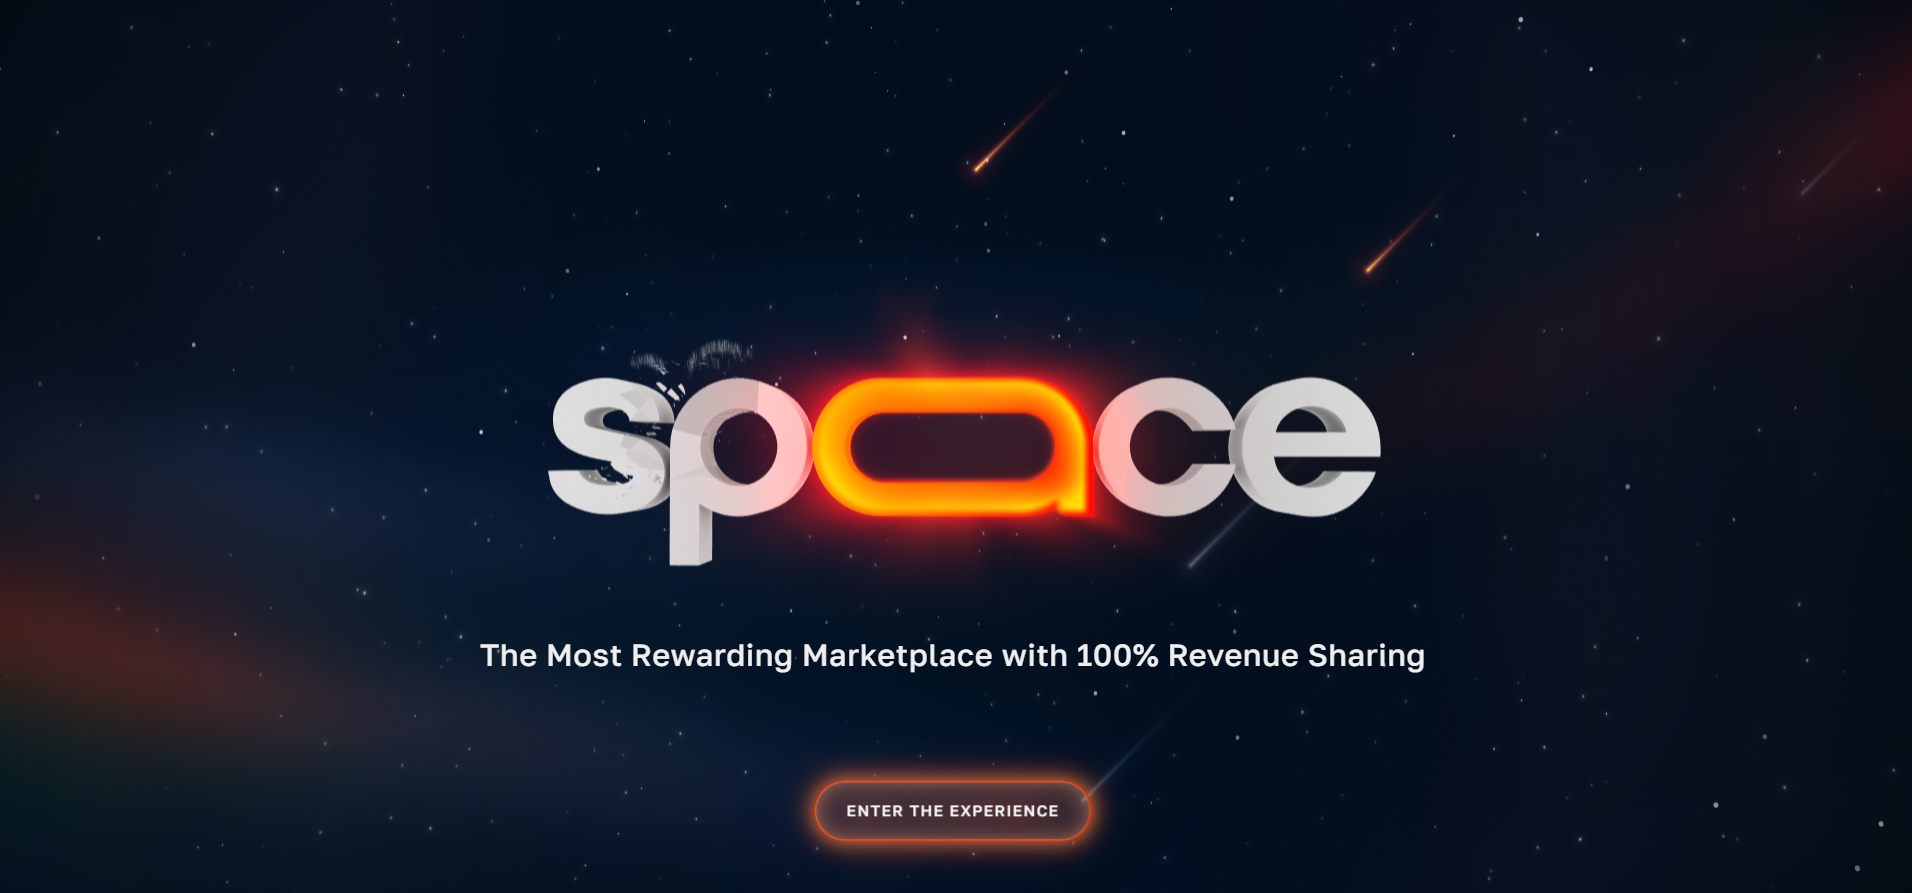 space
The Most Rewarding Marketplace with 100% Revenue Sharing
ENTER THE EXPERIENCE